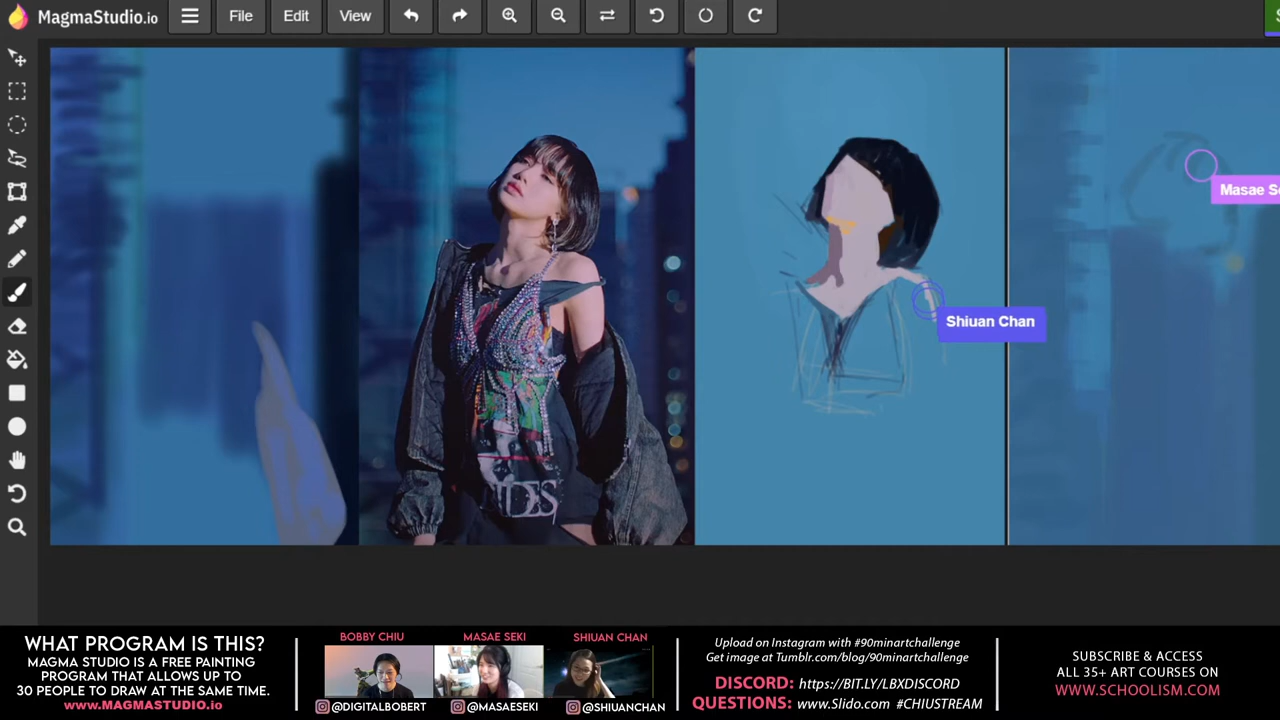 MagmaStudio.io
File
Edit
View
Masae Se
Shiuan Chan
WHAT PROGRAM IS THIS?
MAGMA STUDIO IS A FREE PAINTING
PROGRAM THAT ALLOWS UP TO
30 PEOPLE TO DRAW AT THE SAME TIME.
www.MAGMASTUDIO.io
BOBBY CHIU
MASAE SEKI
SHIUAN CHAN
@DIGITALBOBERT
@MASAESEKI
@SHIUANCHAN
Upload on Instagram with #90minartchallenge
Get image at Tumblr.com/blog/90minartchallenge
DISCORD: https://BIT.LY/LBXDISCORD
QUESTIONS: www.Slido.com #CHIUSTREAM
SUBSCRIBE & ACCESS
ALL 35+ ART COURSES ON
WWW.SCHOOLISM.COM